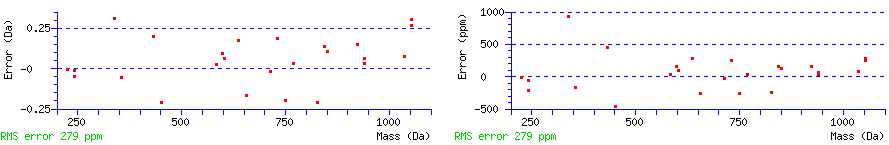 0.25
-0
-0.25
Error (Da)
250
500
750
1000
RMS error 279 ppm
Mass (Da)
1000
500
0
-500
Error (ppm)
250
500
750
1000
RMS error 279 ppm
Mass (Da)